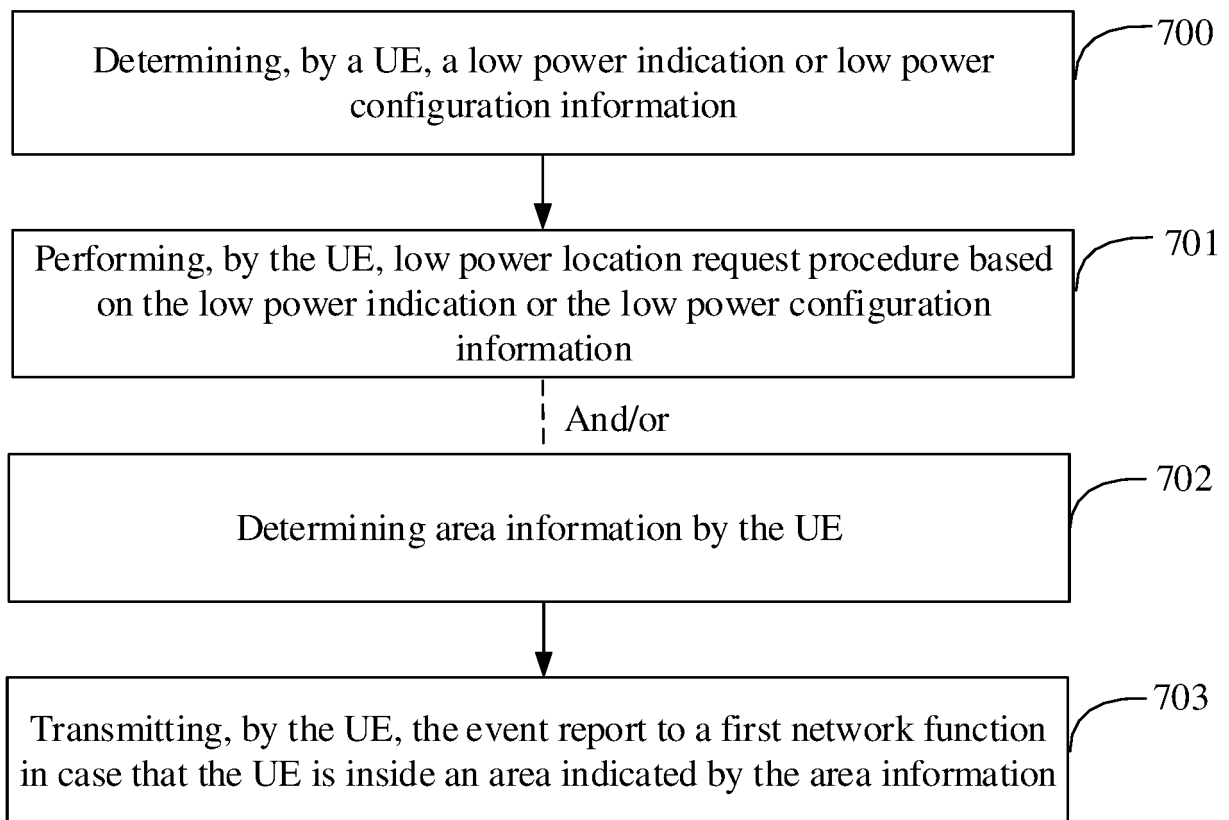 Determining, by a UE, a low power indication or low power
configuration information
700
Performing, by the UE, low power location request procedure based
on the low power indication or the low power configuration
information
701
And/or
Determining area information by the UE
702
Transmitting, by the UE, the event report to a first network function
in case that the UE is inside an area indicated by the area information
703